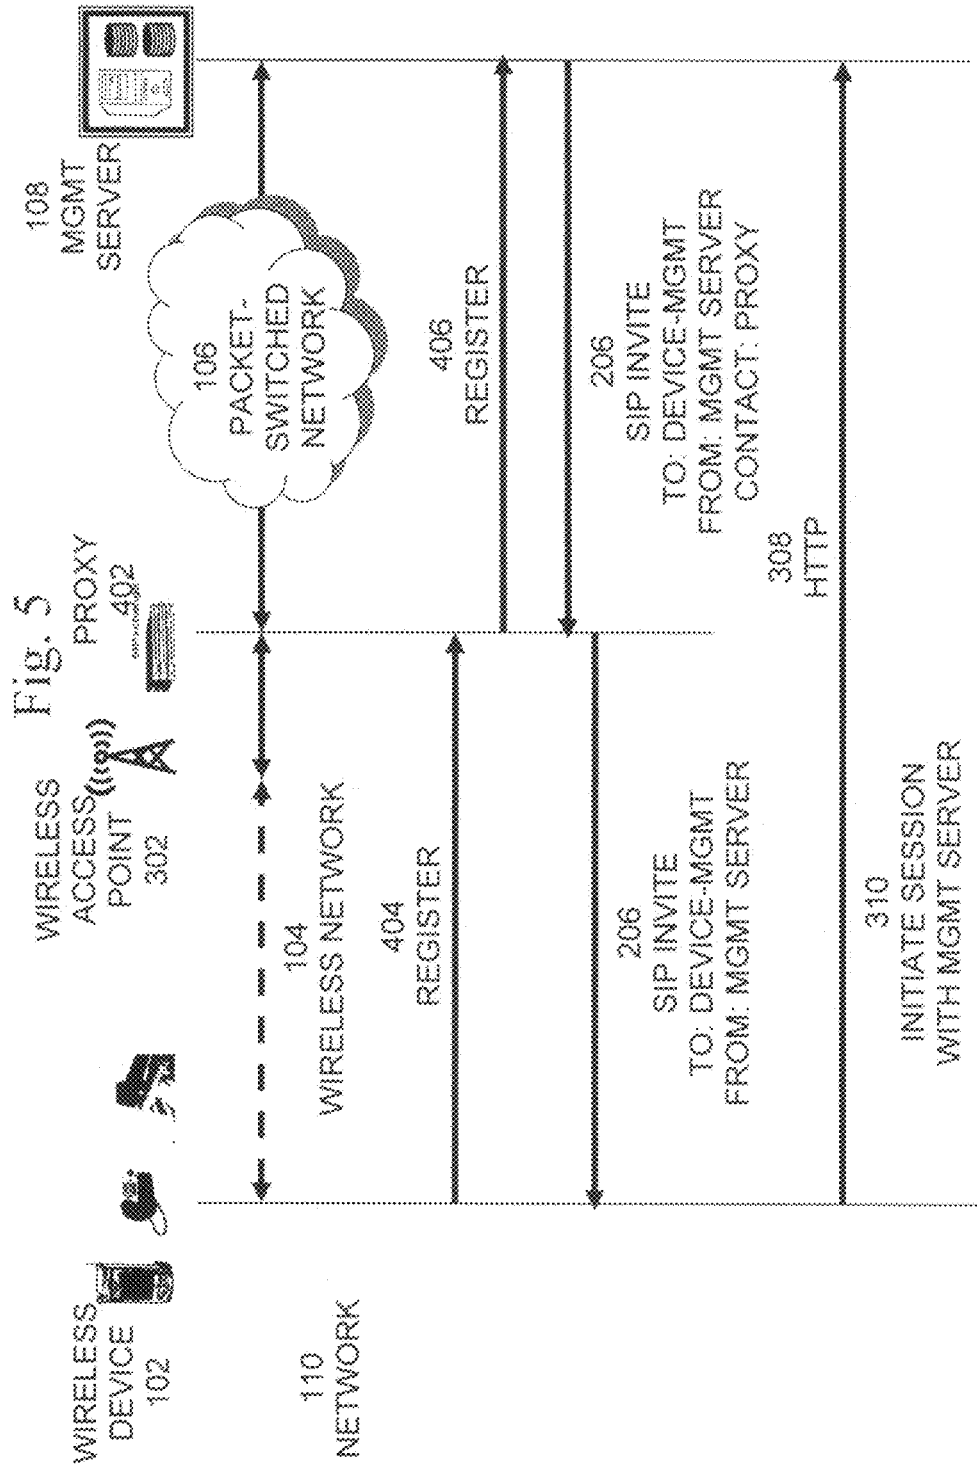 Fig. 5
WIRELESS
DEVICE
102
WIRELESS
ACCESS
POINT
302
PROXY
402
108
MGMT
SERVER
110
NETWORK
104
WIRELESS NETWORK
106
PACKET-
SWITCHED
NETWORK
404
REGISTER
406
REGISTER
206
SIP INVITE
TO: DEVICE-MGMT
FROM: MGMT SERVER
CONTACT: PROXY
206
SIP INVITE
TO: DEVICE-MGMT
FROM: MGMT SERVER
308
HTTP
310
INITIATE SESSION
WITH MGMT SERVER